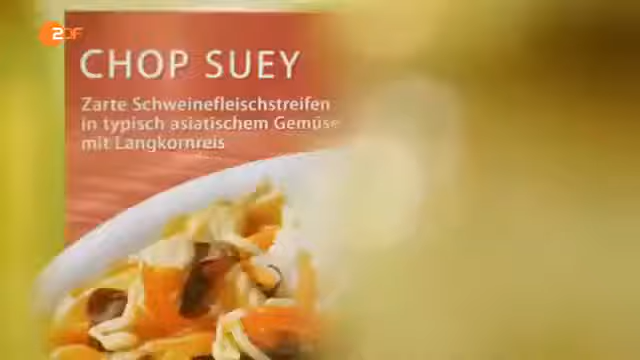 ZDF
CHOP SUEY
Zarte Schweinefleischstreifen
in typisch asiatischem Gemüse
mit Langkornreis